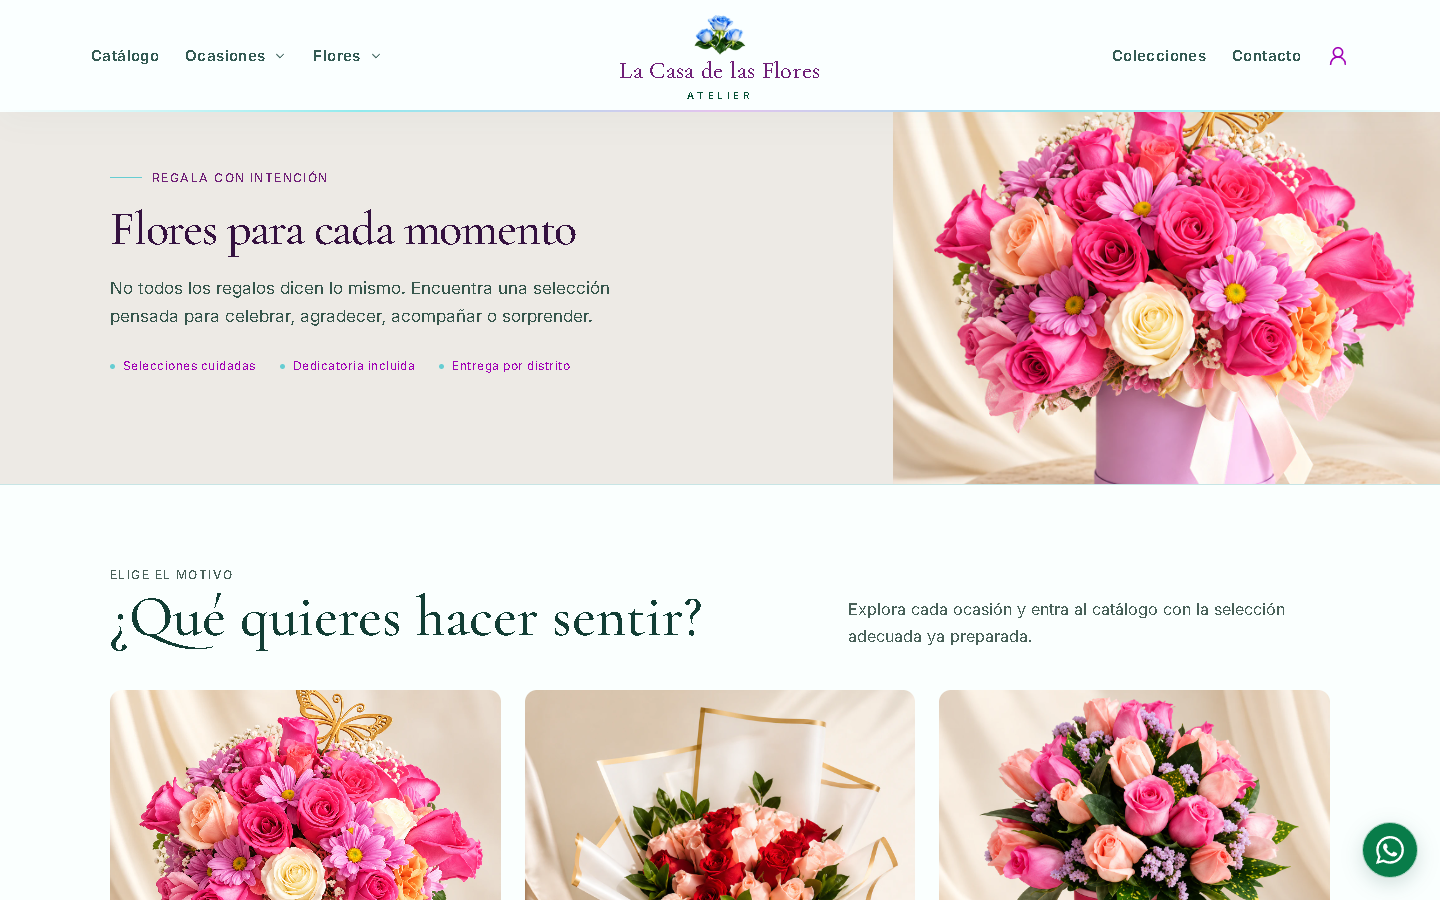 Catálogo
Ocasiones
Flores
La Casa de las Flores
ATELIER
Colecciones
Contacto
REGALA CON INTENCIÓN
Flores para cada momento
No todos los regalos dicen lo mismo. Encuentra una selección
pensada para celebrar, agradecer, acompañar o sorprender.
Selecciones cuidadas
Dedicatoria incluida
Entrega por distrito
ELIGE EL MOTIVO
¿Qué quieres hacer sentir?
Explora cada ocasión y entra al catálogo con la selección
adecuada ya preparada.